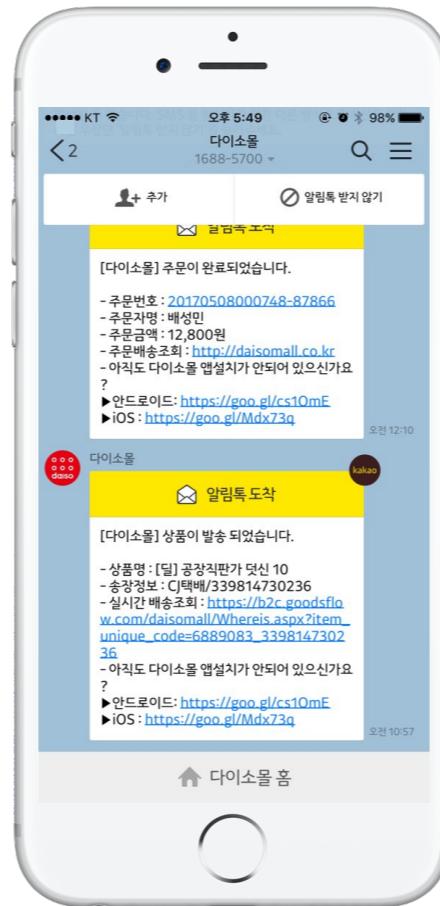 KT 오후 5:49 98%
2 다이소몰
1688-5700
추가 알림톡 받지 않기
알림톡 도착
[다이소몰] 주문이 완료되었습니다.
- 주문번호 : 20170508000748-87866
- 주문자명 : 배성민
- 주문금액 : 12,800원
- 주문배송조회 : http://daisomall.co.kr
- 아직도 다이소몰 앱설치가 안되어 있으신가요
?
▶안드로이드: https://goo.gl/cs1OmE
▶iOS : https://goo.gl/Mdx73q
오전 12:10
daiso
다이소몰
kakao
알림톡 도착
[다이소몰] 상품이 발송 되었습니다.
- 상품명 : [딜] 공장직판가 덧신 10
- 송장정보 : CJ택배/339814730236
- 실시간 배송조회 : https://b2c.goodsflo
w.com/daisomall/Whereis.aspx?item_
unique_code=6889083_3398147302
36
- 아직도 다이소몰 앱설치가 안되어 있으신가요
?
▶안드로이드: https://goo.gl/cs1OmE
▶iOS : https://goo.gl/Mdx73q
오전 10:57
다이소몰 홈